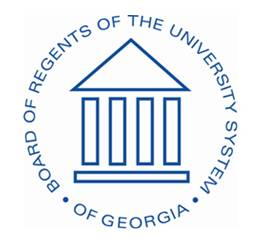 BOARD OF REGENTS OF THE UNIVERSITY SYSTEM
• OF GEORGIA •